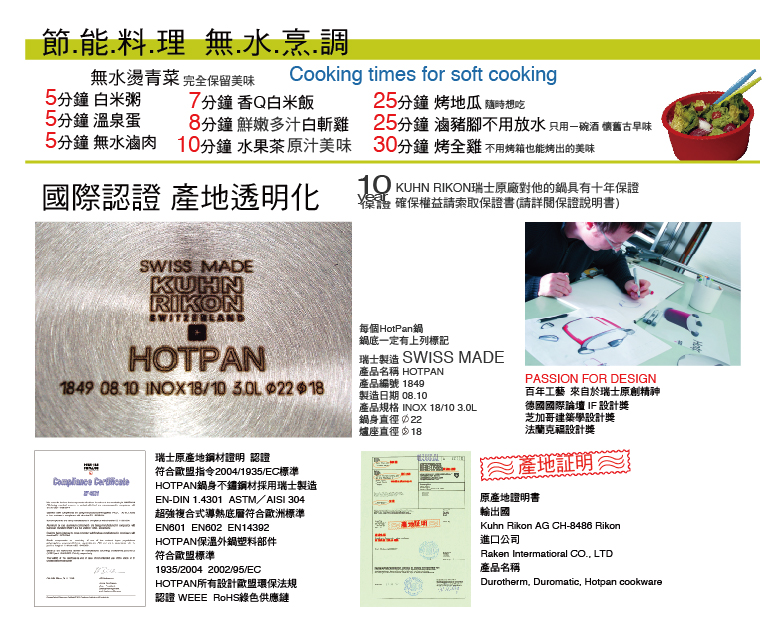 節.能.料.理 無.水.烹.調
無水燙青菜 完全保留美味
Cooking times for soft cooking
5分鐘 白米粥
5分鐘 溫泉蛋
5分鐘 無水滷肉
7分鐘 香Q白米飯
8分鐘 鮮嫩多汁白斬雞
10分鐘 水果茶原汁美味
25分鐘 烤地瓜 隨時想吃
25分鐘 滷豬腳不用放水 只用一碗酒 懷舊古早味
30分鐘 烤全雞 不用烤箱也能烤出的美味
國際認證 產地透明化
10
year
保證
KUHN RIKON瑞士原廠對他的鍋具有十年保證
確保權益請索取保證書(請詳閱保證說明書)
SWISS MADE
KUHN
RIKON
SWITZERLAND
HOTPAN
1849 08.10 INOX18/10 3.0L Ø22 Φ18
每個HotPan鍋
鍋底一定有上列標記
瑞士製造 SWISS MADE
產品名稱 HOTPAN
產品編號 1849
製造日期 08.10
產品規格 INOX 18/10 3.0L
鍋身直徑 ∅ 22
爐座直徑 Φ 18
PASSION FOR DESIGN
百年工藝 來自於瑞士原創精神
德國國際論壇 IF 設計獎
芝加哥建築學設計獎
法蘭克福設計獎
Compliance Certificate
瑞士原產地鋼材證明 認證
符合歐盟指令2004/1935/EC標準
HOTPAN鍋身不鏽鋼材採用瑞士製造
EN-DIN 1.4301 ASTM／AISI 304
超強複合式導熱底層符合歐洲標準
EN601 EN602 EN14392
HOTPAN保溫外鍋塑料部件
符合歐盟標準
1935/2004 2002/95/EC
HOTPAN所有設計歐盟環保法規
認證 WEEE RoHS綠色供應鏈
產地証明
產地証明
原產地證明書
輸出國
Kuhn Rikon AG CH-8486 Rikon
進口公司
Raken Intermatioral CO., LTD
產品名稱
Durotherm, Duromatic, Hotpan cookware